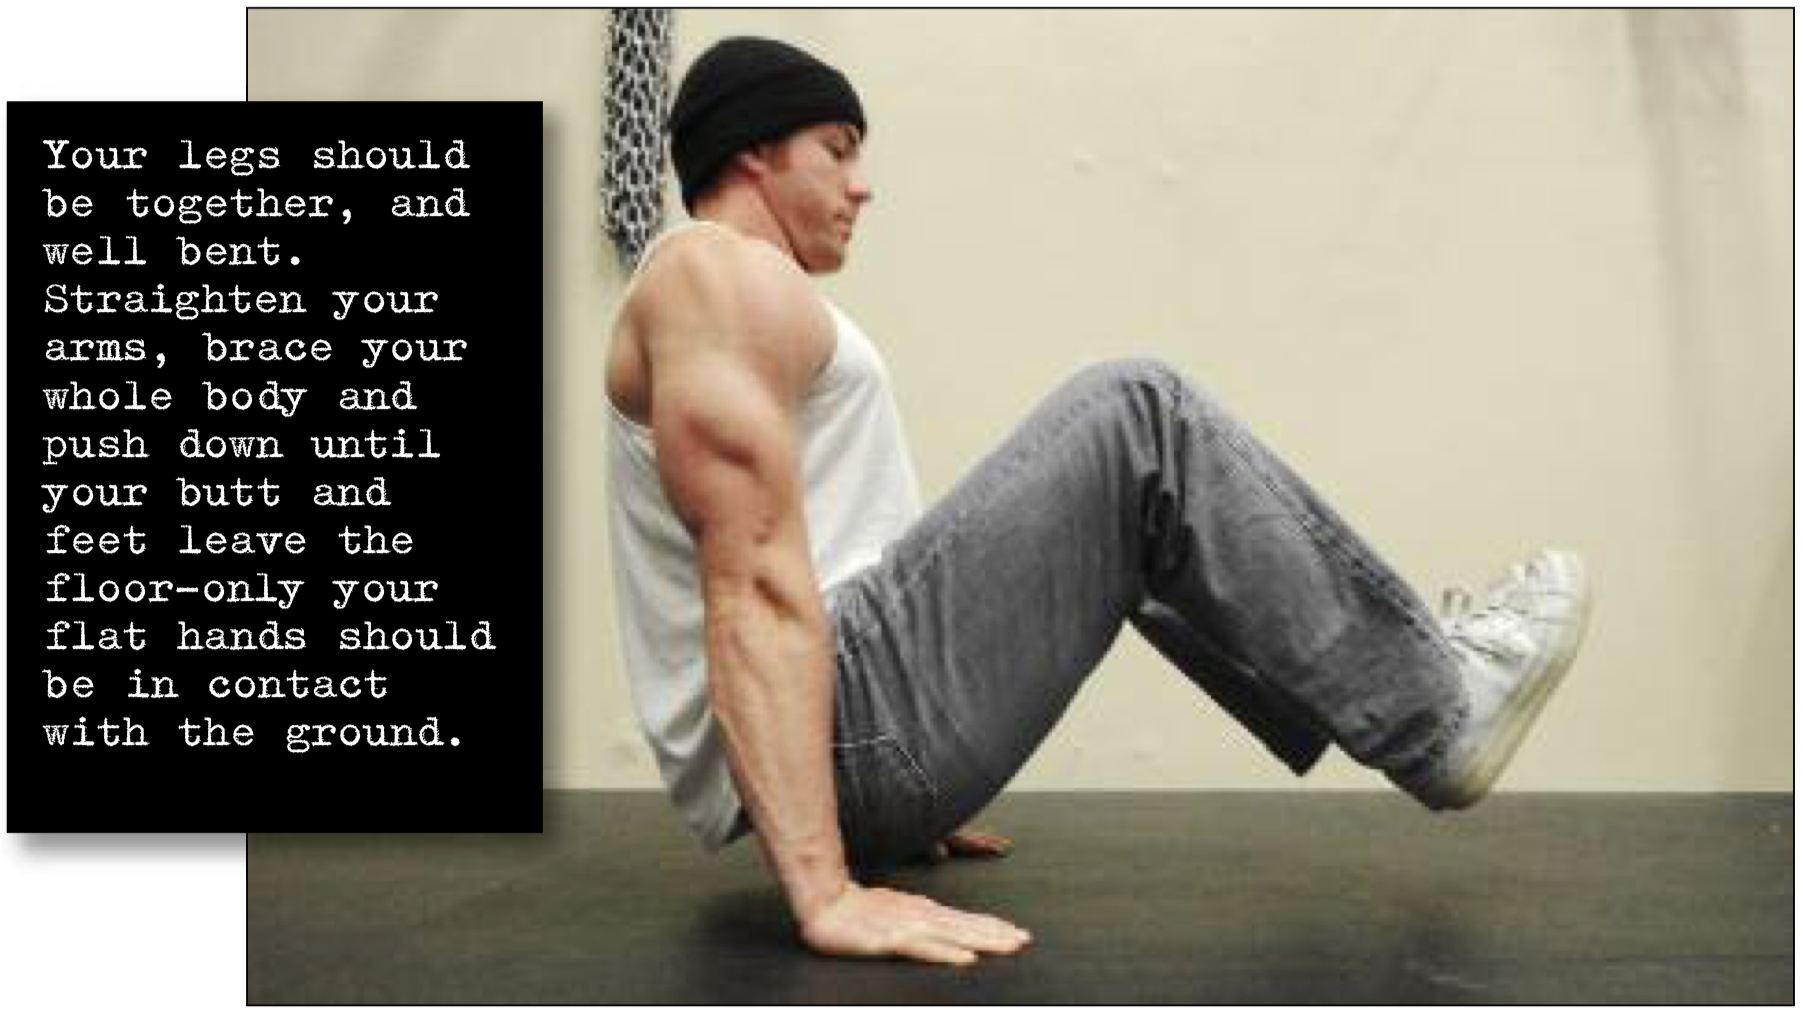 Your legs should
be together, and
well bent.
Straighten your
arms, brace your
whole body and
push down until
your butt and
feet leave the
floor-only your
flat hands should
be in contact
with the ground.